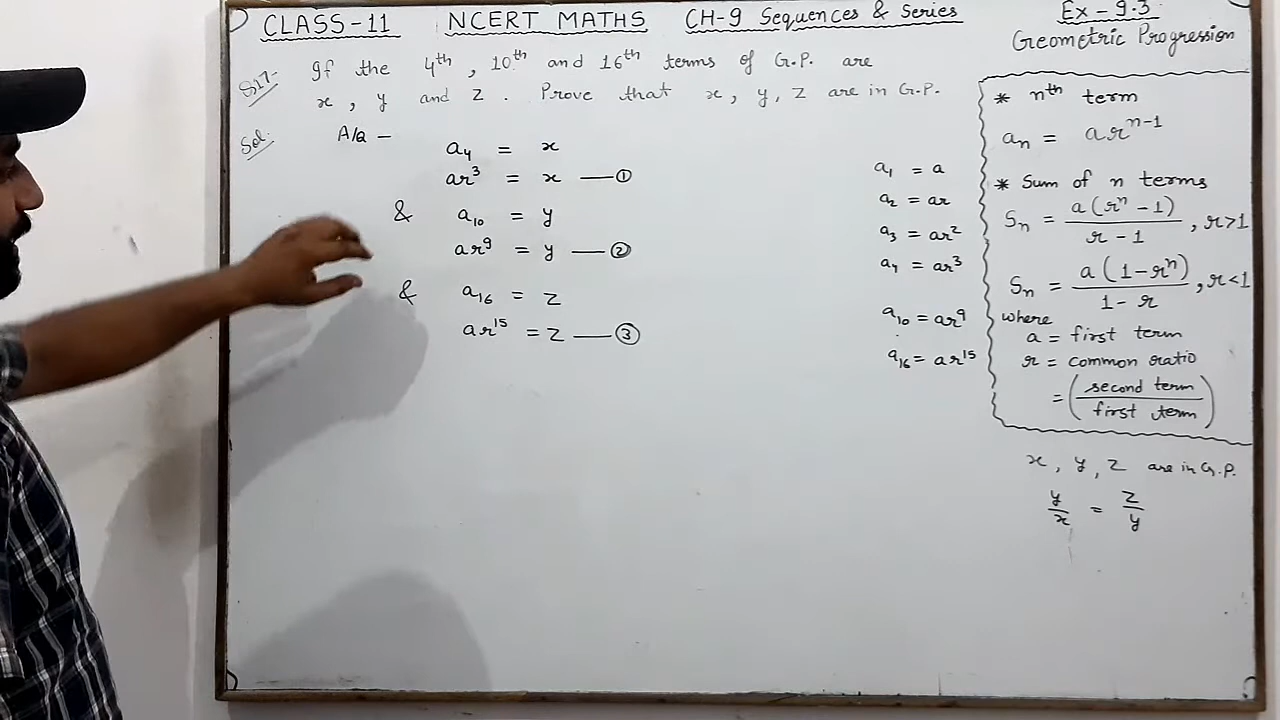 CLASS-11 NCERT MATHS CH-9 Sequences & Series Ex-9.3
Geometric Progression
Q17- If the 4th, 10th and 16th terms of G.P. are
x, y and z. Prove that x, y, z are in G.P.
Sol. A/Q -
a₄ = x
ar³ = x —①
& a₁₀ = y
ar⁹ = y —②
& a₁₆ = z
ar¹⁵ = z —③
a₁ = a
a₂ = ar
a₃ = ar²
a₄ = ar³
a₁₀ = ar⁹
a₁₆ = ar¹⁵
* nth term
aₙ = arⁿ⁻¹
* Sum of n terms
Sₙ = a(rⁿ-1)/r-1, r>1
Sₙ = a(1-rⁿ)/1-r, r<1
where
a = first term
r = common ratio
= (second term/first term)
x, y, z are in G.P.
y/x = z/y